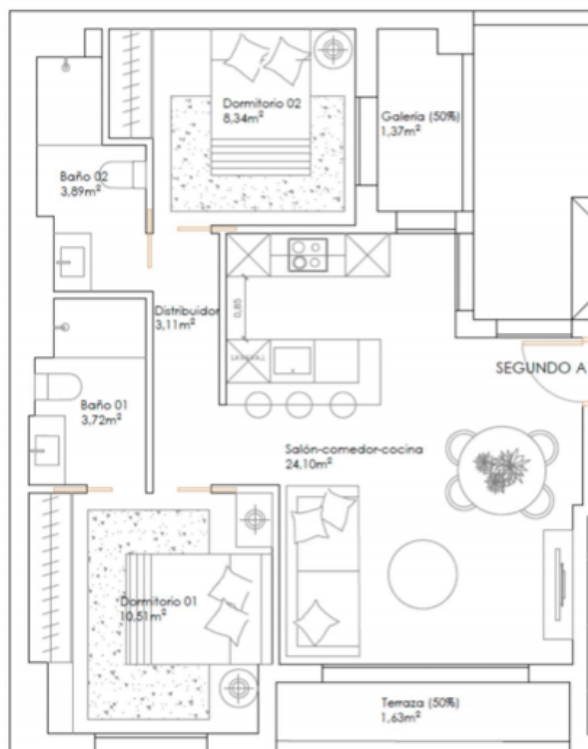 Dormitorio 02
8,34m²
Galería (50%)
1,37m²
Baño 02
3,89m²
Distribuidor
3,11m²
0,85
SEGUNDO A
Baño 01
3,72m²
Salón-comedor-cocina
24,10m²
Dormitorio 01
10,51m²
Terraza (50%)
1,63m²